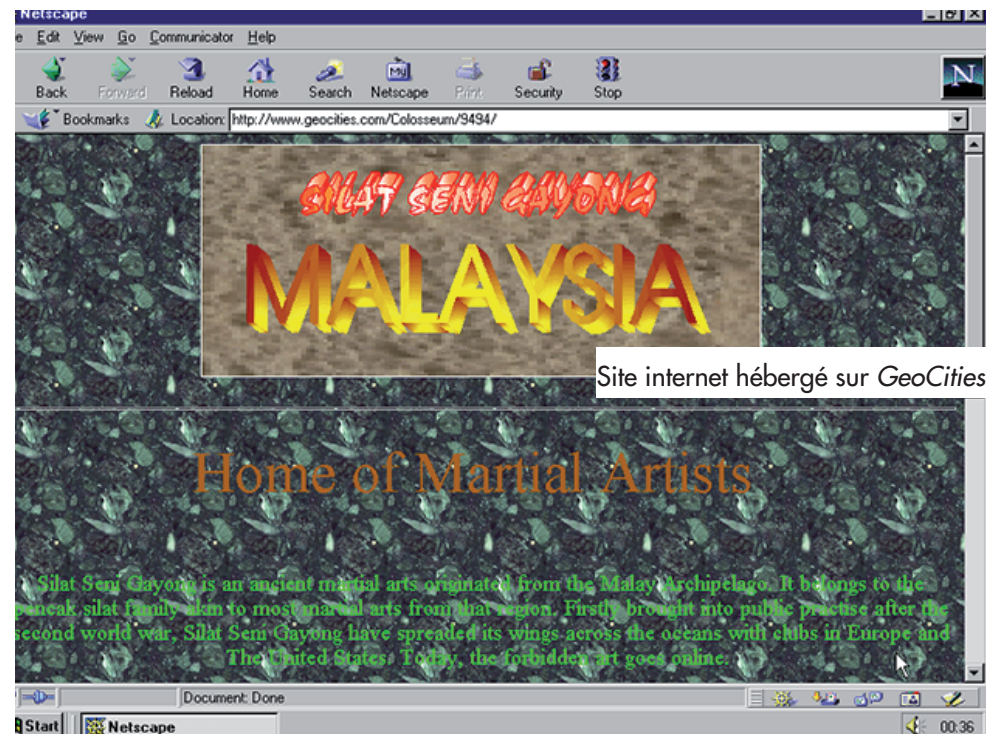 Netscape
e Edit View Go Communicator Help
Back Forward Reload Home Search Netscape Print Security Stop
My
N
Bookmarks Location: http://www.geocities.com/Colosseum/9494/
SILAT SENI GAYONG
MALAYSIA
Site internet hébergé sur GeoCities
Home of Martial Artists
Silat Seni Gayong is an ancient martial arts originated from the Malay Archipelago. It belongs to the
pencak silat family akin to most martial arts from that region. Firstly brought into public practise after the
second world war, Silat Seni Gayong have spreaded its wings across the oceans with clubs in Europe and
The United States. Today, the forbidden art goes online.
Document: Done
Start Netscape 00:36